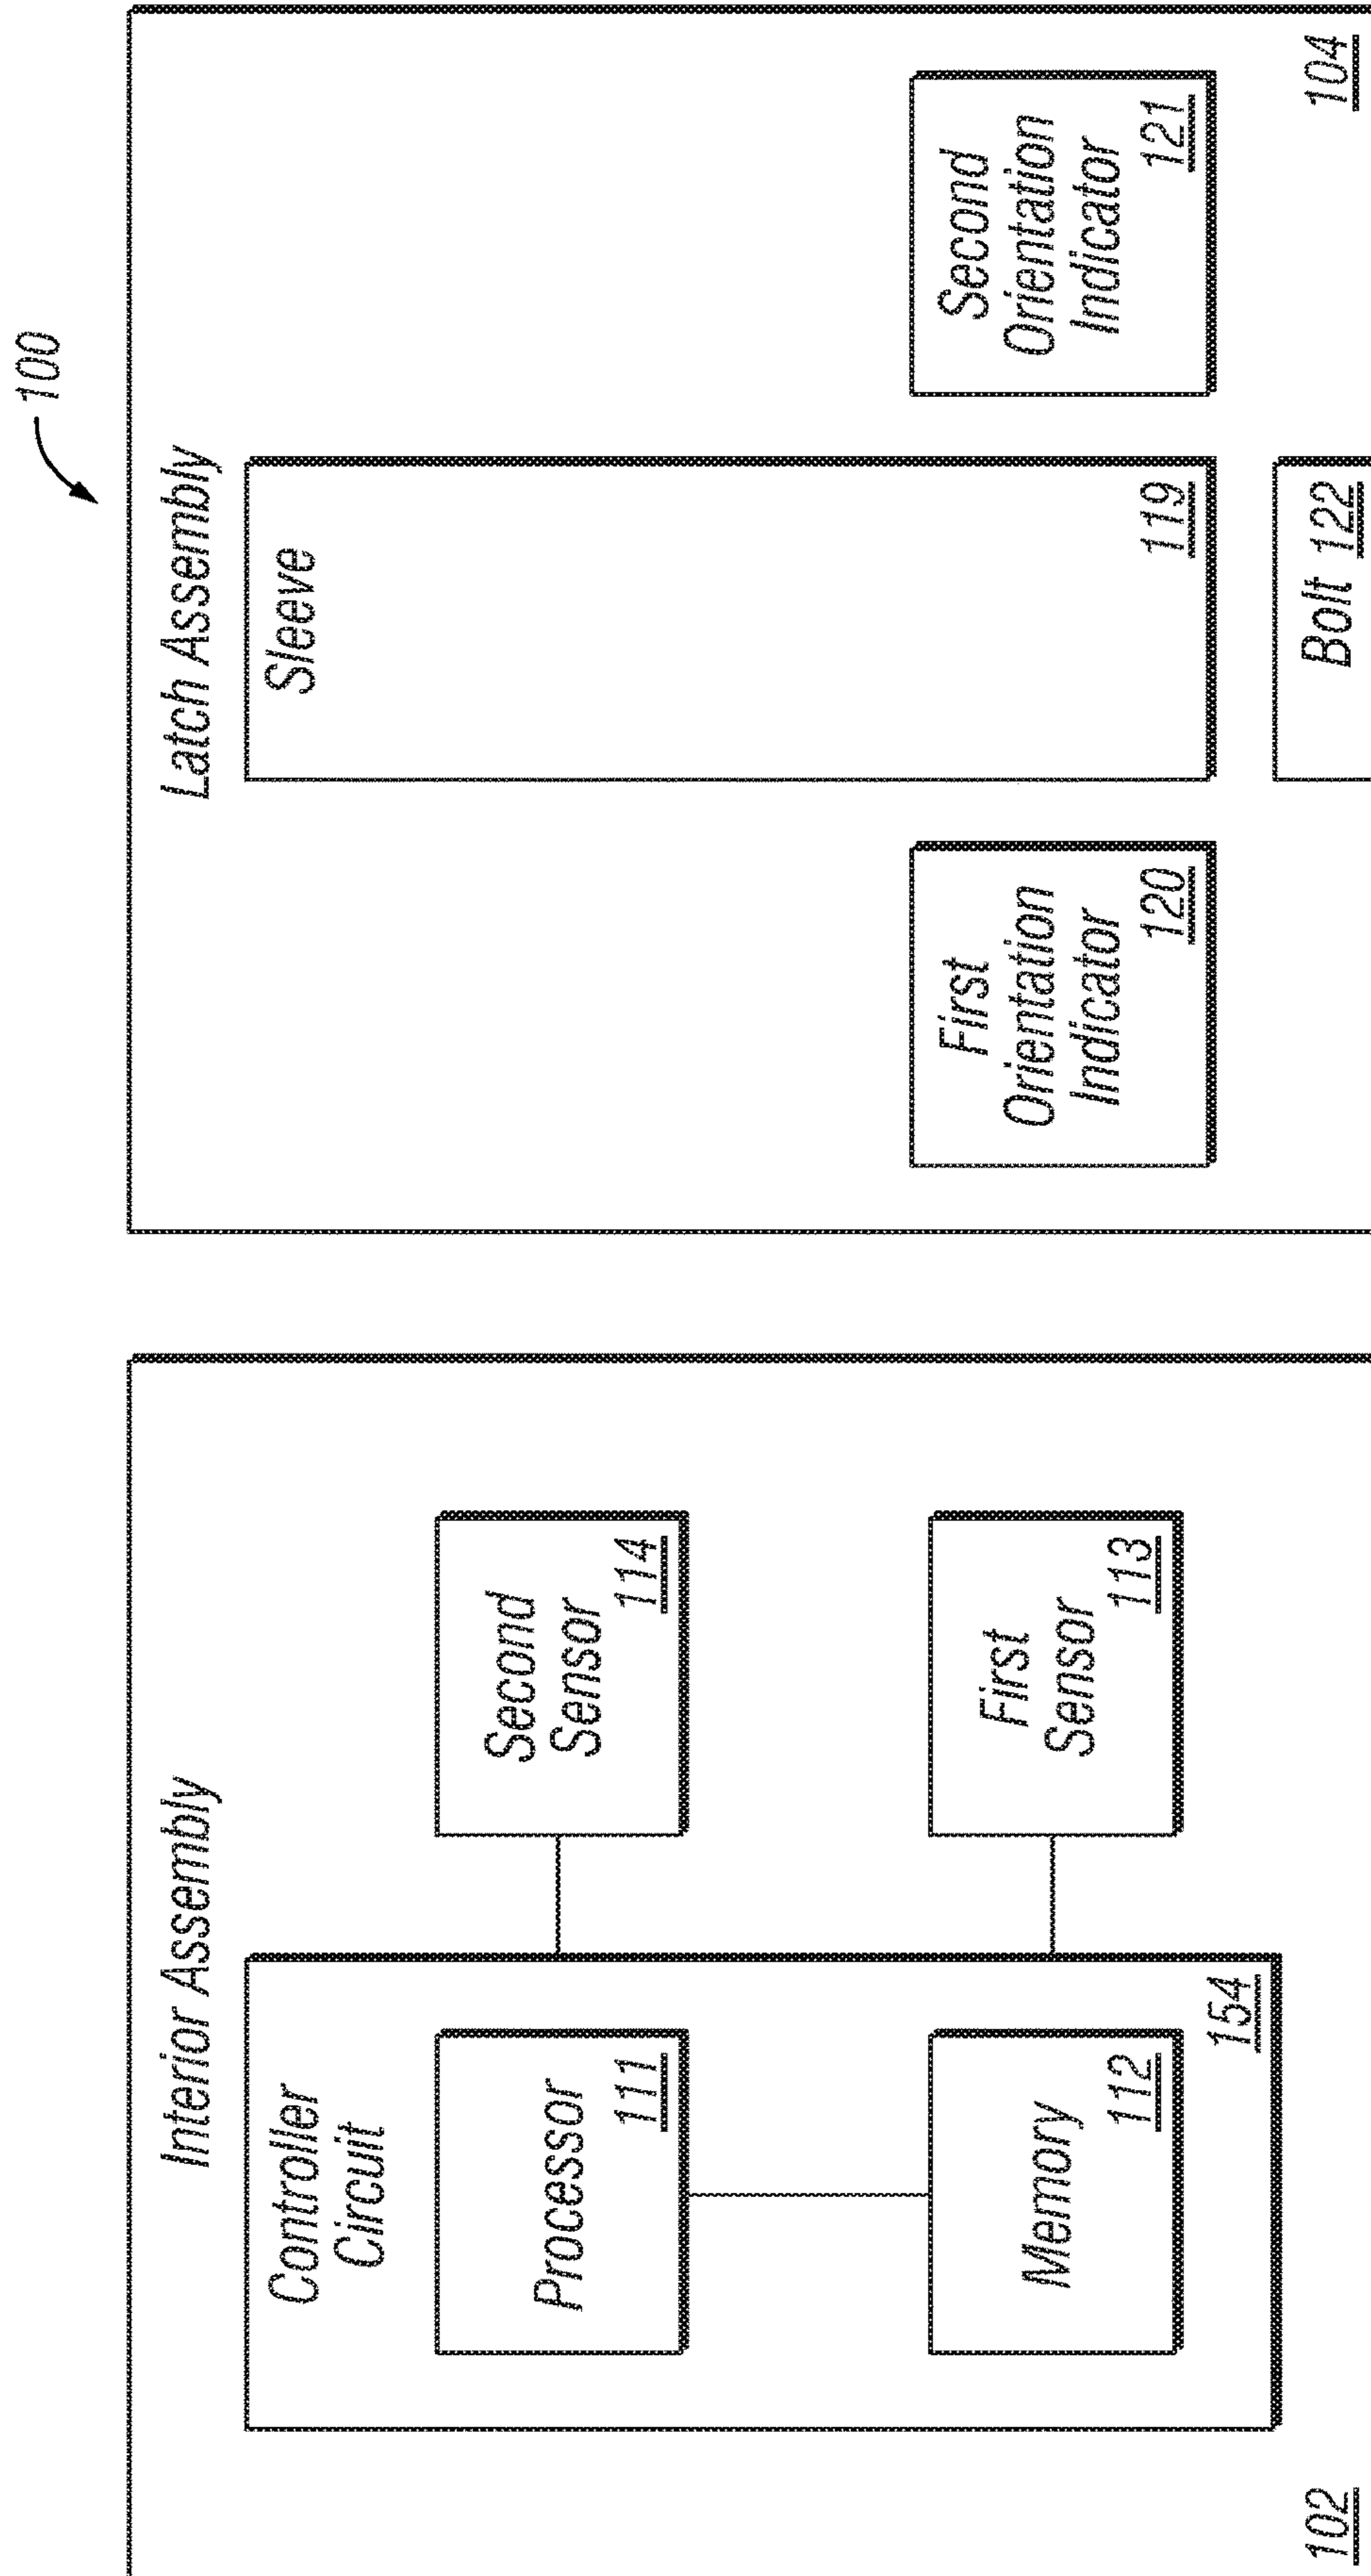 100
Interior Assembly
Controller
Circuit
Processor
111
Memory
112
154
Second
Sensor
114
First
Sensor
113
102
Latch Assembly
Sleeve
119
First
Orientation
Indicator
120
Second
Orientation
Indicator
121
Bolt 122
104